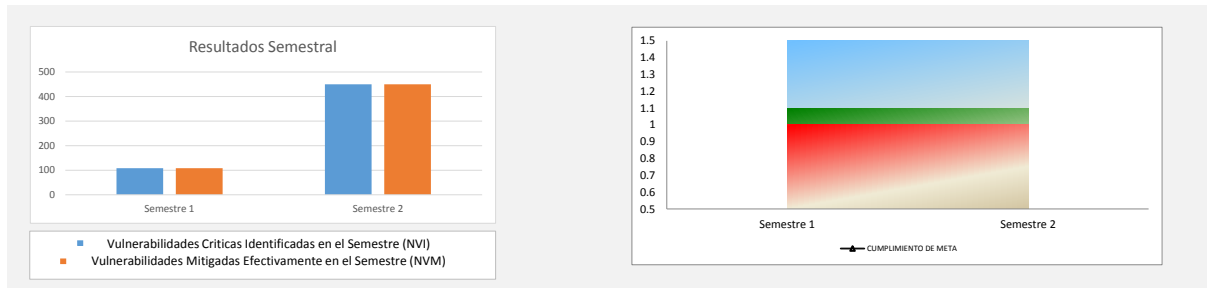 Resultados Semestral
500
400
300
200
100
0
Semestre 1 Semestre 2
Vulnerabilidades Criticas Identificadas en el Semestre (NVI)
Vulnerabilidades Mitigadas Efectivamente en el Semestre (NVM)
1.5
1.4
1.3
1.2
1.1
1
0.9
0.8
0.7
0.6
0.5
Semestre 1 Semestre 2
CUMPLIMIENTO DE META